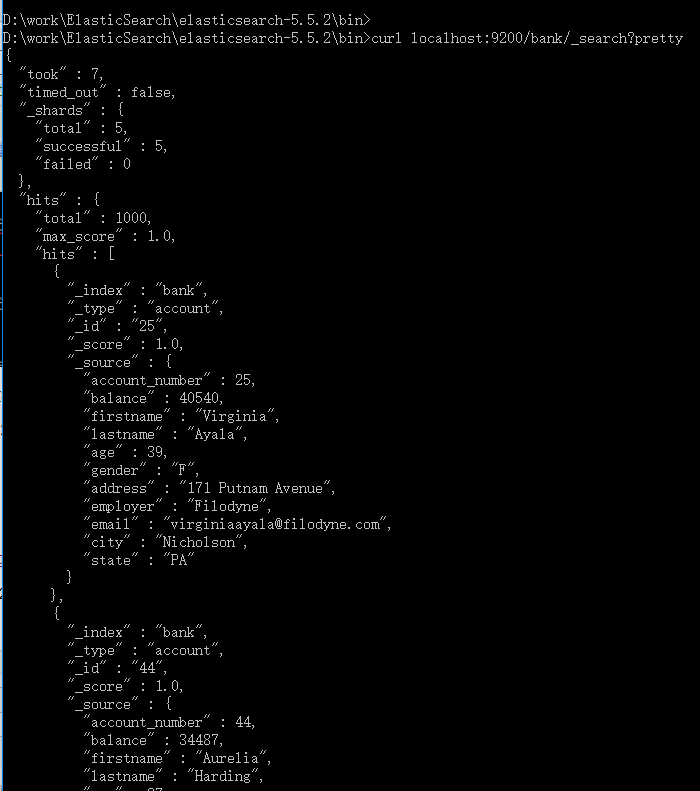 D:\work\ElasticSearch\elasticsearch-5.5.2\bin>
D:\work\ElasticSearch\elasticsearch-5.5.2\bin>curl localhost:9200/bank/_search?pretty
{
  "took" : 7,
  "timed_out" : false,
  "_shards" : {
    "total" : 5,
    "successful" : 5,
    "failed" : 0
  },
  "hits" : {
    "total" : 1000,
    "max_score" : 1.0,
    "hits" : [
      {
        "_index" : "bank",
        "_type" : "account",
        "_id" : "25",
        "_score" : 1.0,
        "_source" : {
          "account_number" : 25,
          "balance" : 40540,
          "firstname" : "Virginia",
          "lastname" : "Ayala",
          "age" : 39,
          "gender" : "F",
          "address" : "171 Putnam Avenue",
          "employer" : "Filodyne",
          "email" : "virginiaayala@filodyne.com",
          "city" : "Nicholson",
          "state" : "PA"
        }
      },
      {
        "_index" : "bank",
        "_type" : "account",
        "_id" : "44",
        "_score" : 1.0,
        "_source" : {
          "account_number" : 44,
          "balance" : 34487,
          "firstname" : "Aurelia",
          "lastname" : "Harding",